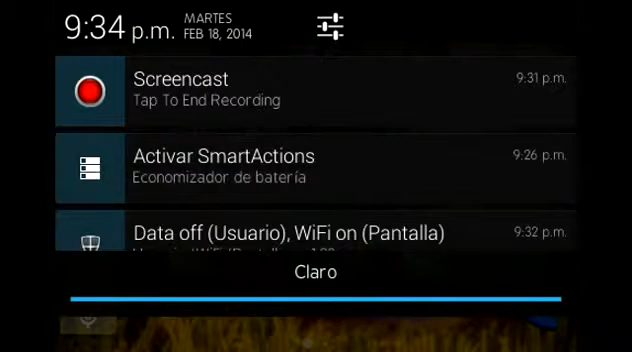 9:34 p.m.
MARTES
FEB 18, 2014
Screencast
9:31 p.m.
Tap To End Recording
Activar SmartActions
9:26 p.m.
Economizador de batería
Data off (Usuario), WiFi on (Pantalla)
9:32 p.m.
Claro